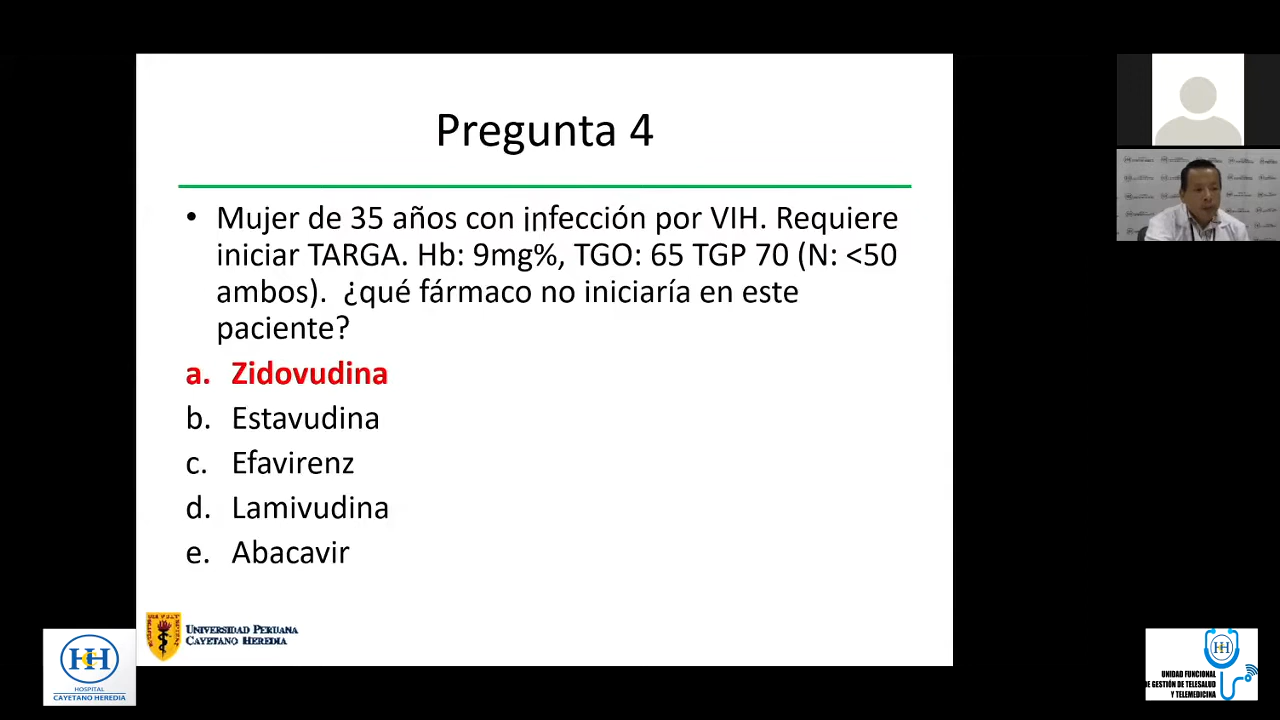 Pregunta 4
• Mujer de 35 años con infección por VIH. Requiere
iniciar TARGA. Hb: 9mg%, TGO: 65 TGP 70 (N: <50
ambos). ¿qué fármaco no iniciaría en este
paciente?
a. Zidovudina
b. Estavudina
c. Efavirenz
d. Lamivudina
e. Abacavir
UNIVERSIDAD PERUANA
CAYETANO HEREDIA
HCH
HOSPITAL
CAYETANO HEREDIA
HCH
UNIDAD FUNCIONAL
DE GESTIÓN DE TELESALUD
Y TELEMEDICINA